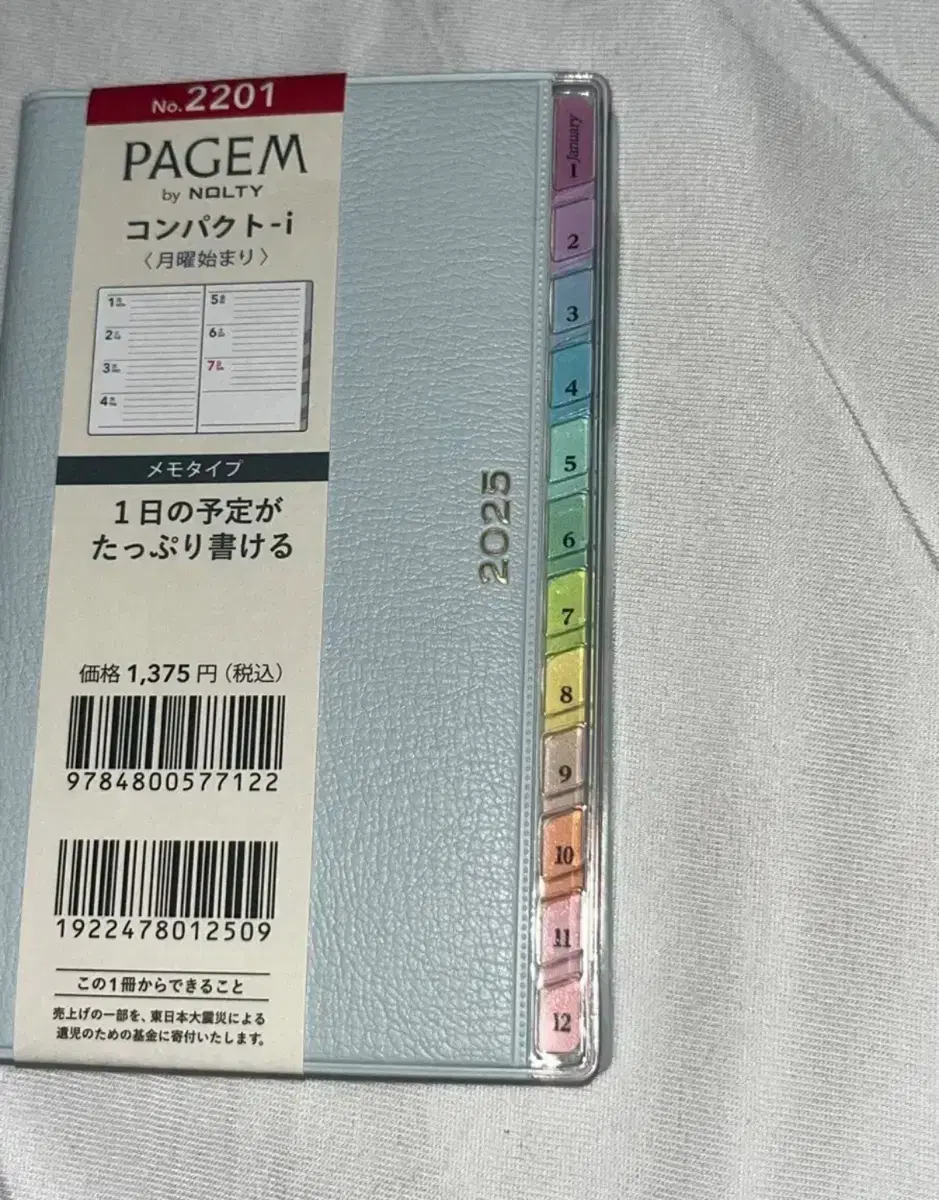 No.2201
PAGEM
by NOLTY
コンパクト-i
〈月曜始まり〉
1
2
3
4
5
6
7
メモタイプ
1日の予定が
たっぷり書ける
価格 1,375 円(税込)
9784800577122
1922478012509
この1冊からできること
売上げの一部を、東日本大震災による
遺児のための基金に寄付いたします。
2025
January
1
2
3
4
5
6
7
8
9
10
11
12